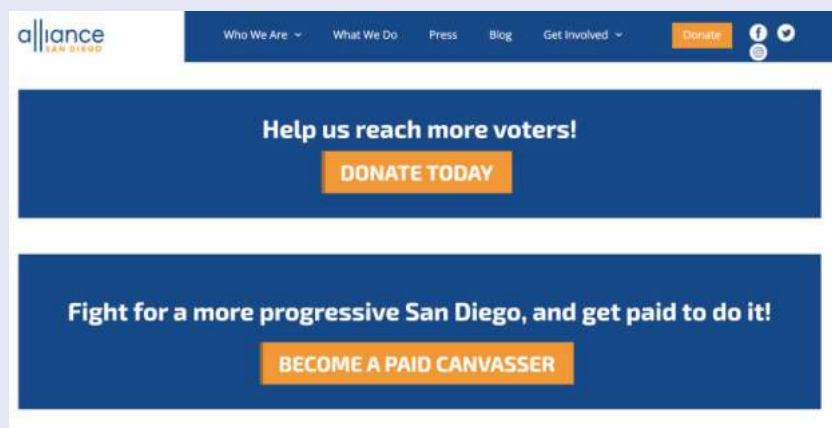 alliance
SAN DIEGO
Who We Are What We Do Press Blog Get Involved Donate
Help us reach more voters!
DONATE TODAY
Fight for a more progressive San Diego, and get paid to do it!
BECOME A PAID CANVASSER